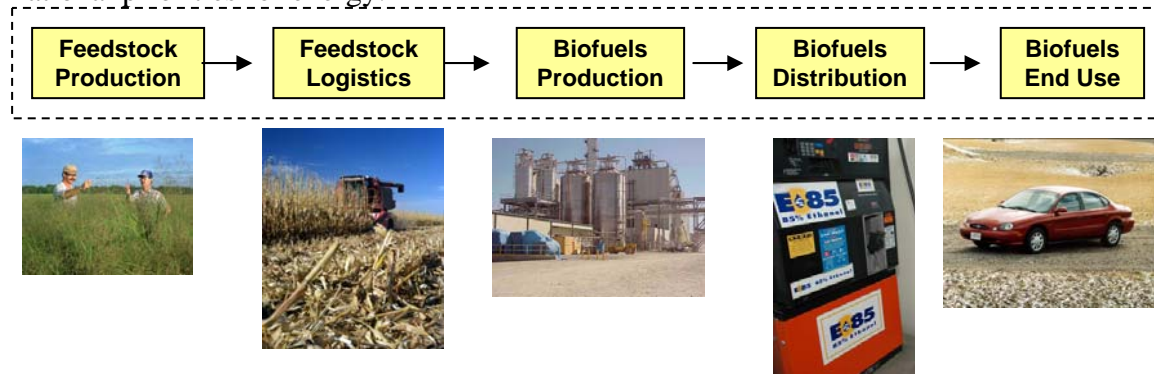 Feedstock
Production
Feedstock
Logistics
Biofuels
Production
Biofuels
Distribution
Biofuels
End Use
E85
85% Ethanol
E85
85% Ethanol
E85
85% Ethanol